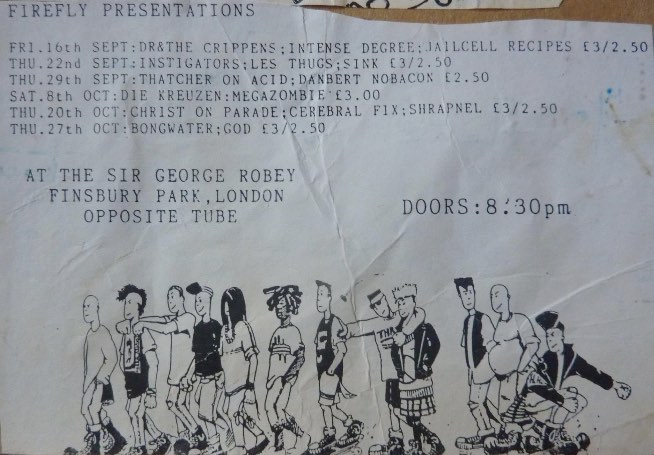 FIREFLY PRESENTATIONS
FRI.16th SEPT:DR&THE CRIPPENS;INTENSE DEGREE;JAILCELL RECIPES £3/2.50
THU.22nd SEPT:INSTIGATORS;LES THUGS;SINK £3/2.50
THU.29th SEPT:THATCHER ON ACID;DANBERT NOBACON £2.50
SAT.8th OCT:DIE KREUZEN;MEGAZOMBIE £3.00
THU.20th OCT:CHRIST ON PARADE;CEREBRAL FIX;SHRAPNEL £3/2.50
THU.27th OCT:BONGWATER;GOD £3/2.50
AT THE SIR GEORGE ROBEY
FINSBURY PARK,LONDON
OPPOSITE TUBE
DOORS:8:30pm